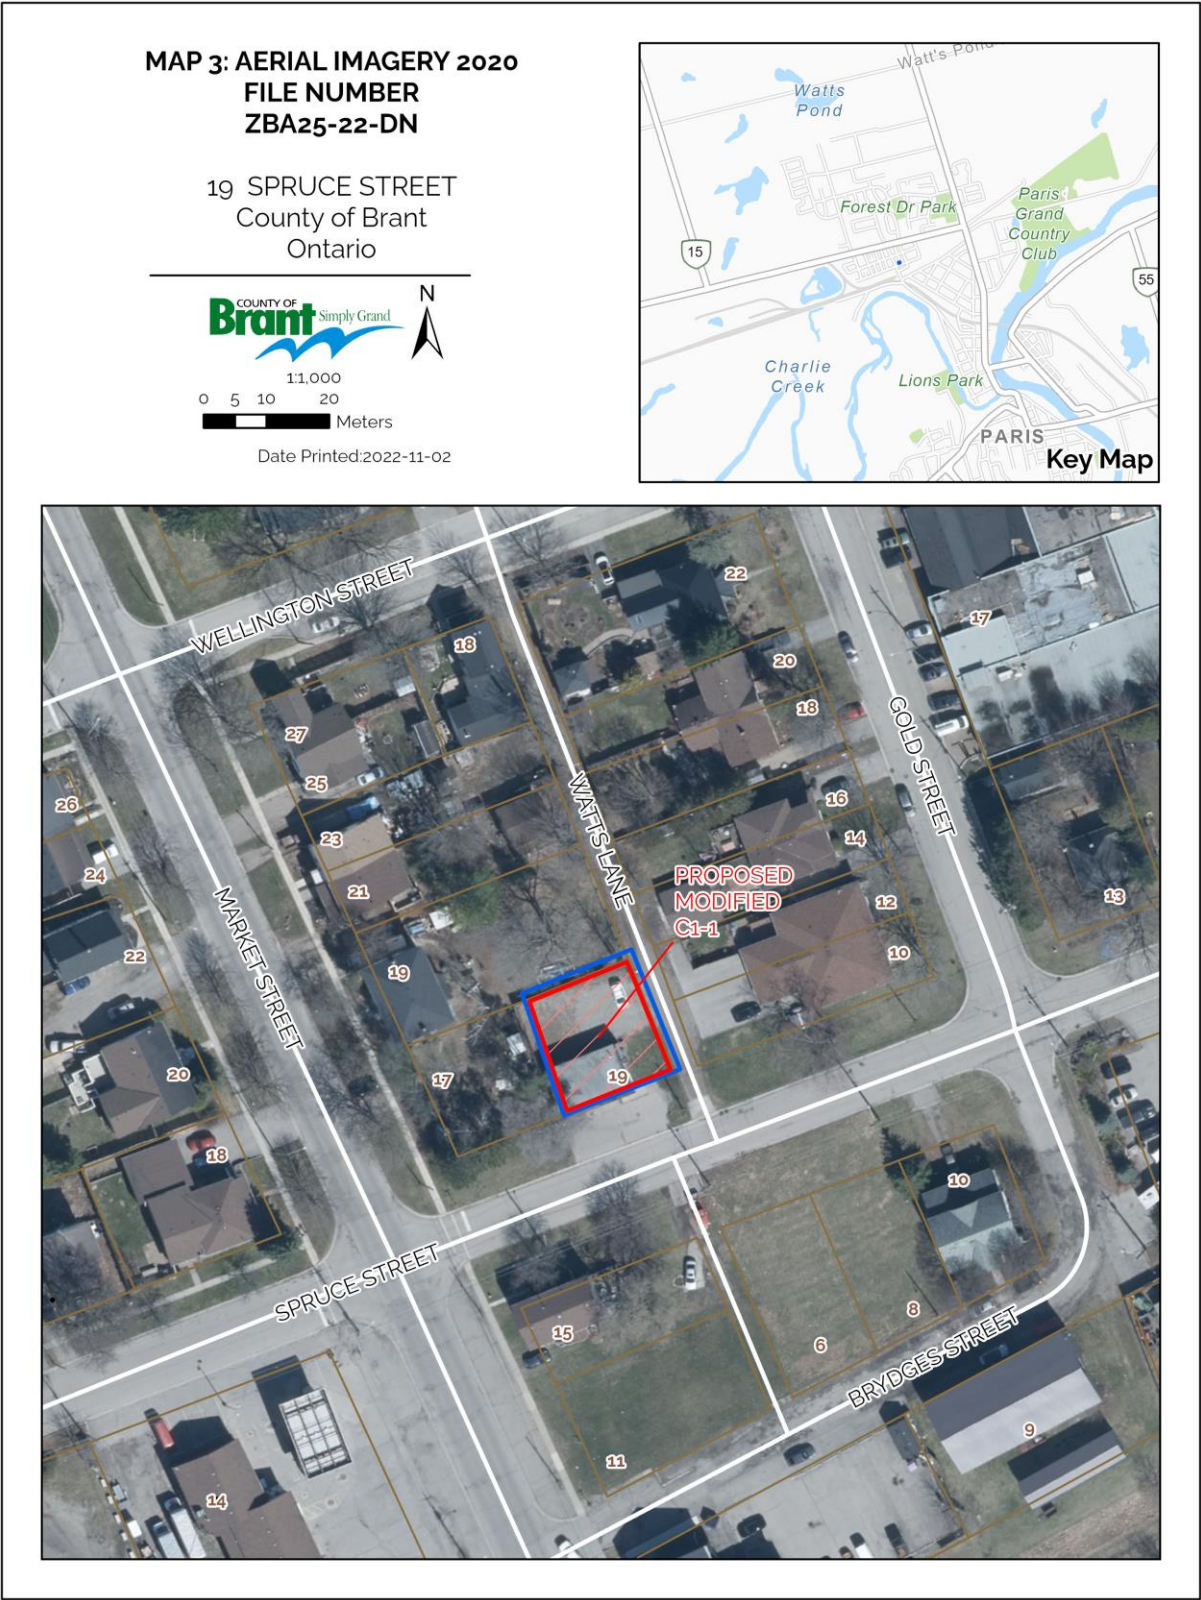 MAP 3: AERIAL IMAGERY 2020
FILE NUMBER
ZBA25-22-DN
19 SPRUCE STREET
County of Brant
Ontario
COUNTY OF
Brant Simply Grand
N
1:1,000
0 5 10 20
Meters
Date Printed:2022-11-02
Watt's Pond
Watts
Pond
Forest Dr Park
Paris
Grand
Country
Club
15
55
Charlie
Creek
Lions Park
PARIS
Key Map
WELLINGTON STREET
22
17
18
20
18
27
GOLD STREET
25
26
WATTS LANE
16
23
14
24
21
PROPOSED
MODIFIED
C1-1
12
13
MARKET STREET
22
19
10
20
17
19
18
10
SPRUCE STREET
15
8
6
BRYDGES STREET
9
11
14